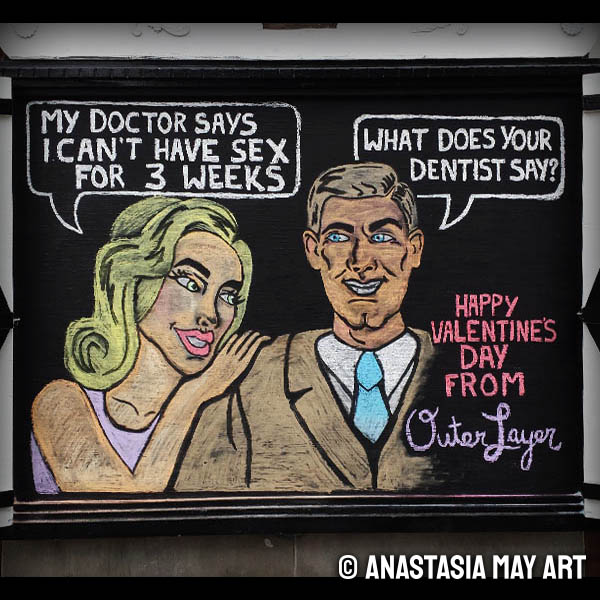 MY DOCTOR SAYS
I CAN'T HAVE SEX
FOR 3 WEEKS
WHAT DOES YOUR
DENTIST SAY?
HAPPY
VALENTINE'S
DAY
FROM
Outer Layer
© ANASTASIA MAY ART